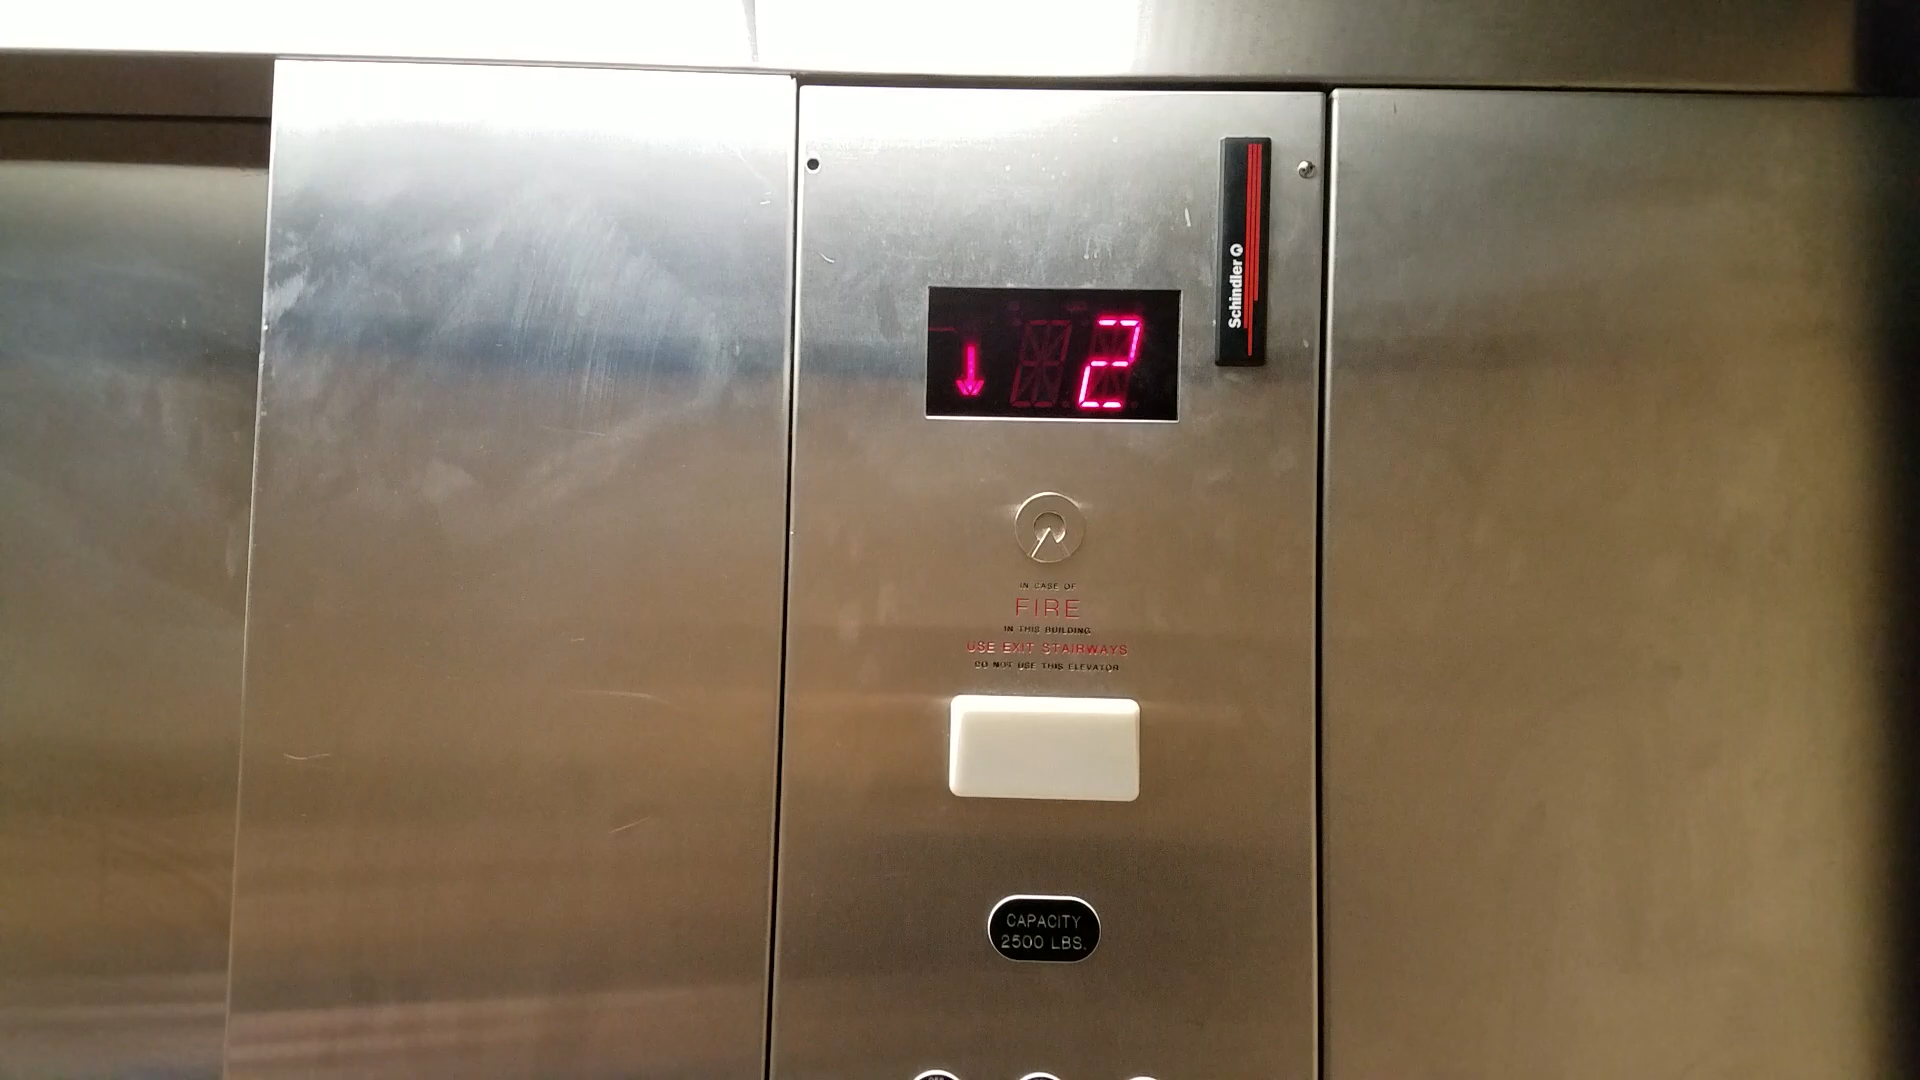 Schindler
2
IN CASE OF
FIRE
IN THIS BUILDING
USE EXIT STAIRWAYS
DO NOT USE THIS ELEVATOR
CAPACITY
2500 LBS.